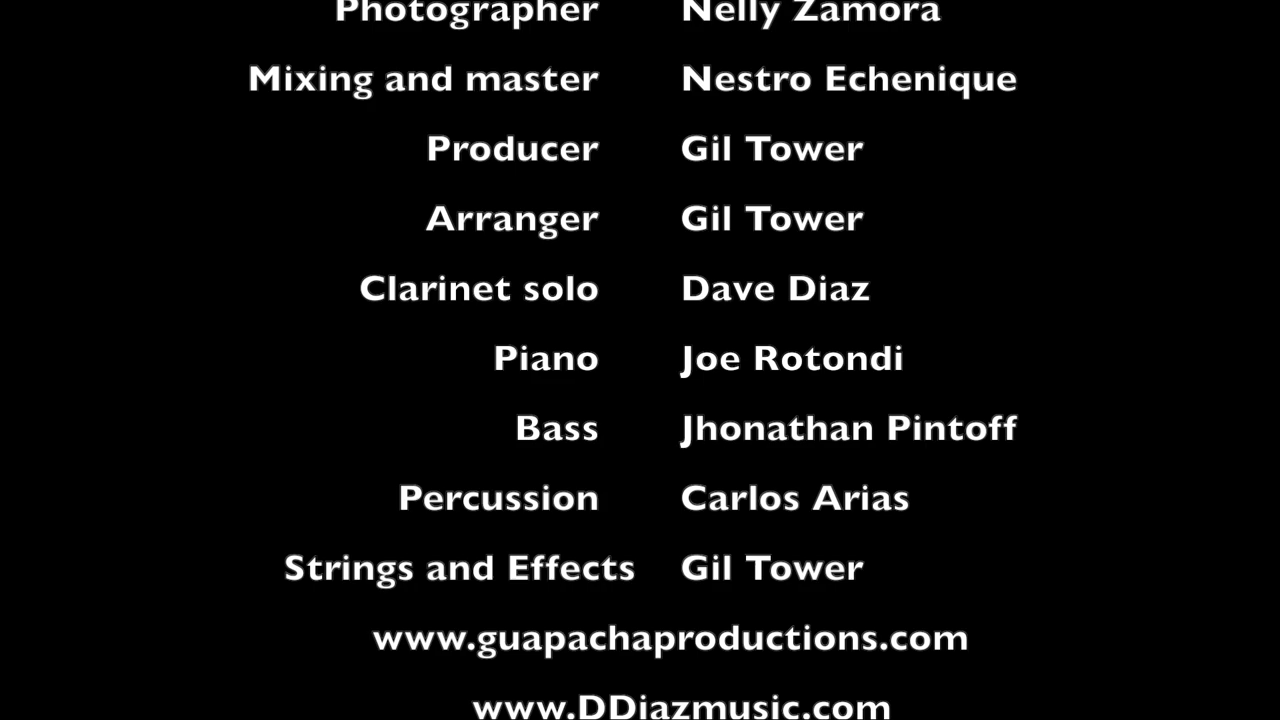 Photographer Nelly Zamora
Mixing and master Nestro Echenique
Producer Gil Tower
Arranger Gil Tower
Clarinet solo Dave Diaz
Piano Joe Rotondi
Bass Jhonathan Pintoff
Percussion Carlos Arias
Strings and Effects Gil Tower
www.guapachaproductions.com
www.DDiazmusic.com